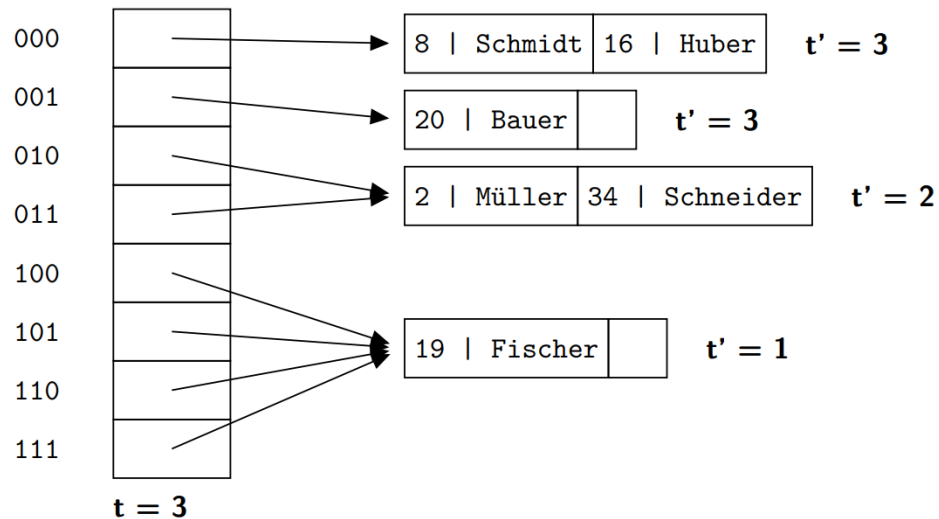 000
8 | Schmidt 16 | Huber t' = 3
001
20 | Bauer t' = 3
010
2 | Müller 34 | Schneider t' = 2
011
100
101
19 | Fischer t' = 1
110
111
t = 3